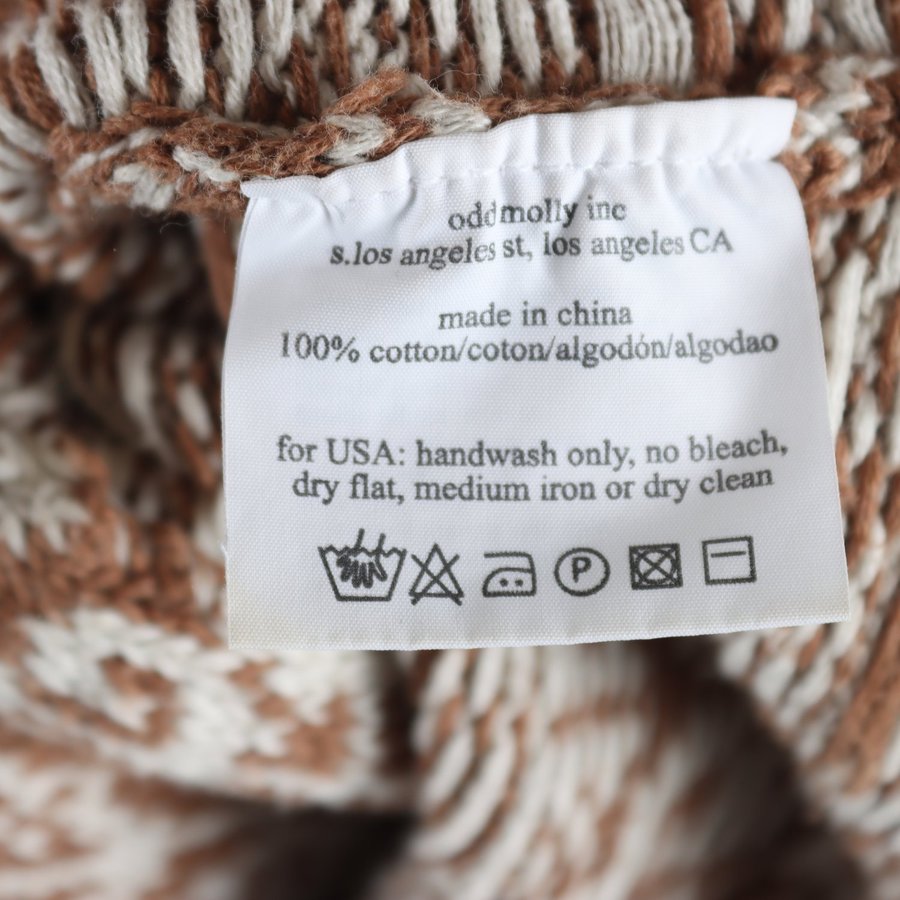 oddmolly inc
s.los angeles st, los angeles CA
made in china
100% cotton/coton/algodón/algodao
for USA: handwash only, no bleach,
dry flat, medium iron or dry clean
P